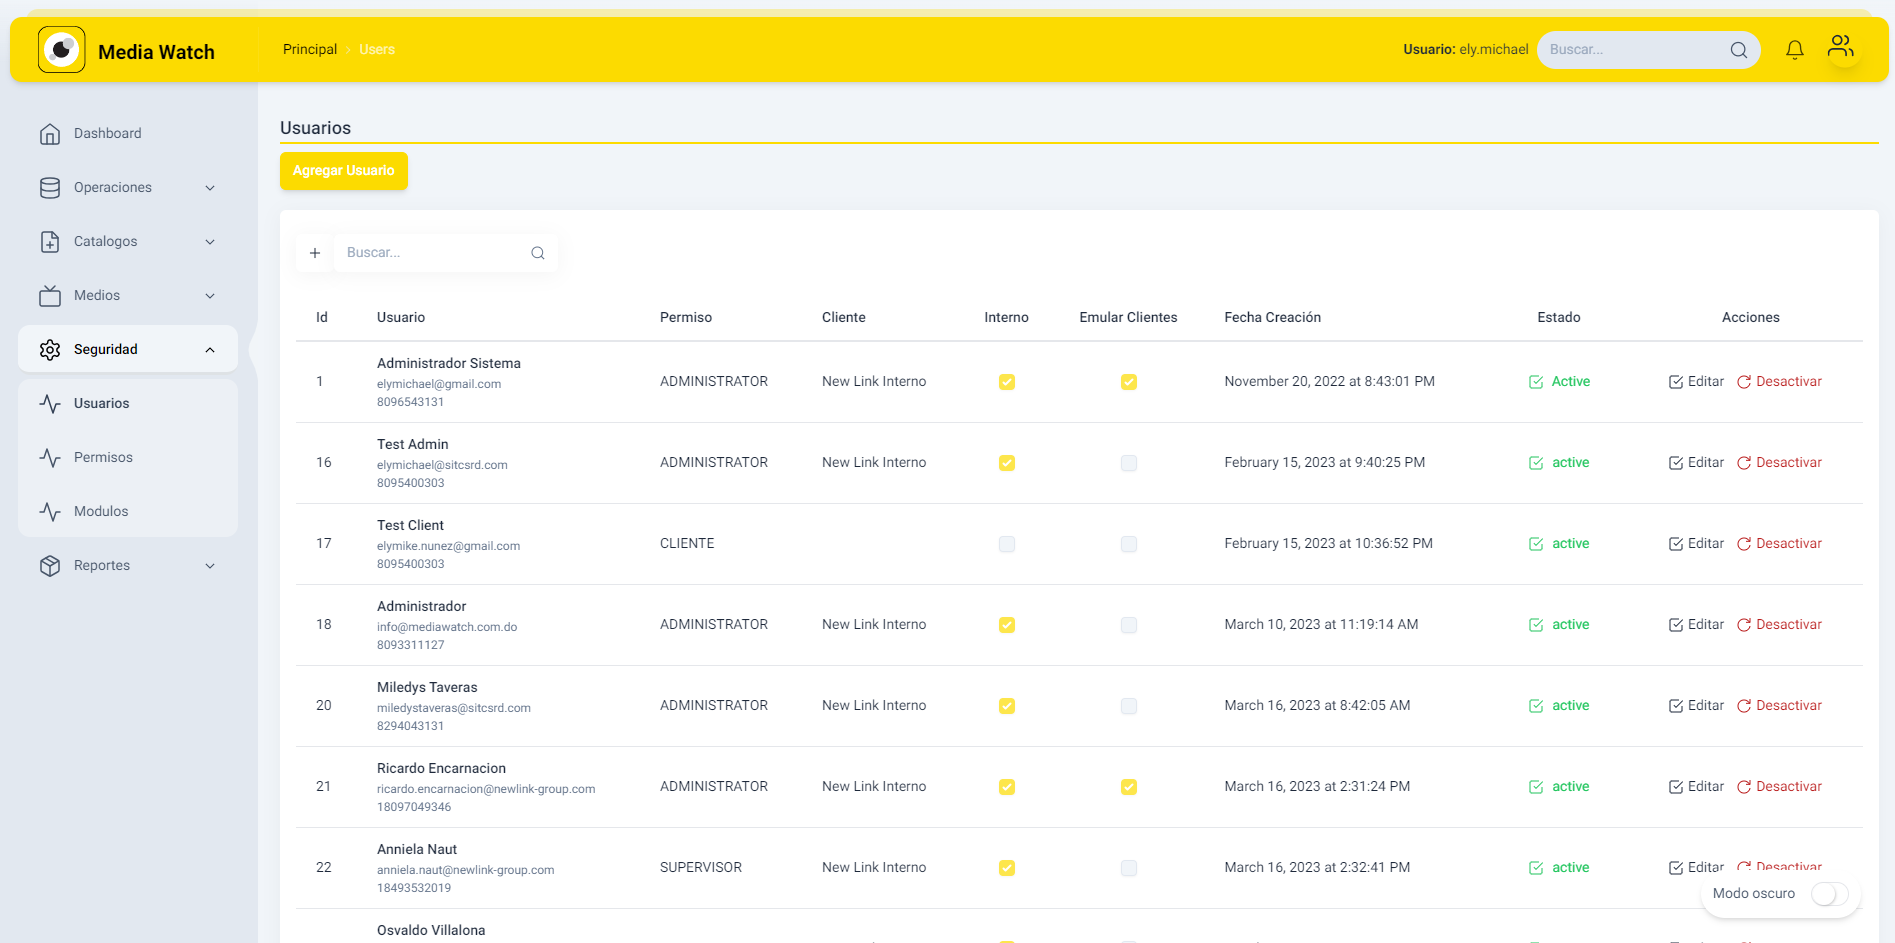 Media Watch
Principal > Users
Usuario: ely.michael
Buscar...
Dashboard
Operaciones
Catalogos
Medios
Seguridad
Usuarios
Permisos
Modulos
Reportes
Usuarios
Agregar Usuario
+ Buscar...
Id Usuario Permiso Cliente Interno Emular Clientes Fecha Creación Estado Acciones
Administrador Sistema
elymichael@gmail.com
8096543131
1 ADMINISTRATOR New Link Interno November 20, 2022 at 8:43:01 PM Active Editar Desactivar
Test Admin
elymichael@sitcsrd.com
8095400303
16 ADMINISTRATOR New Link Interno February 15, 2023 at 9:40:25 PM active Editar Desactivar
Test Client
elymike.nunez@gmail.com
8095400303
17 CLIENTE February 15, 2023 at 10:36:52 PM active Editar Desactivar
Administrador
info@mediawatch.com.do
8093311127
18 ADMINISTRATOR New Link Interno March 10, 2023 at 11:19:14 AM active Editar Desactivar
Miledys Taveras
miledystaveras@sitcsrd.com
8294043131
20 ADMINISTRATOR New Link Interno March 16, 2023 at 8:42:05 AM active Editar Desactivar
Ricardo Encarnacion
ricardo.encarnacion@newlink-group.com
18097049346
21 ADMINISTRATOR New Link Interno March 16, 2023 at 2:31:24 PM active Editar Desactivar
Anniela Naut
anniela.naut@newlink-group.com
18493532019
22 SUPERVISOR New Link Interno March 16, 2023 at 2:32:41 PM active Editar Desactivar
Modo oscuro
Osvaldo Villalona